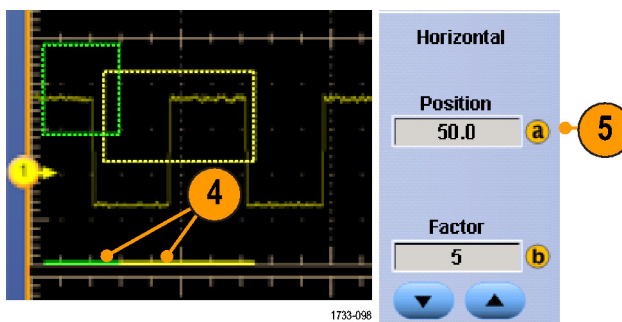 1
4
1733-098
Horizontal
Position
50.0 a
5
Factor
5 b